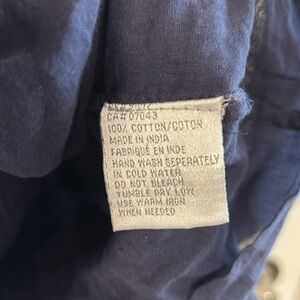 CA# 07043
100% COTTON/COTON
MADE IN INDIA
FABRIQUÉ EN INDE
HAND WASH SEPERATELY
IN COLD WATER
DO NOT BLEACH
TUMBLE DRY LOW
USE WARM IRON
WHEN NEEDED